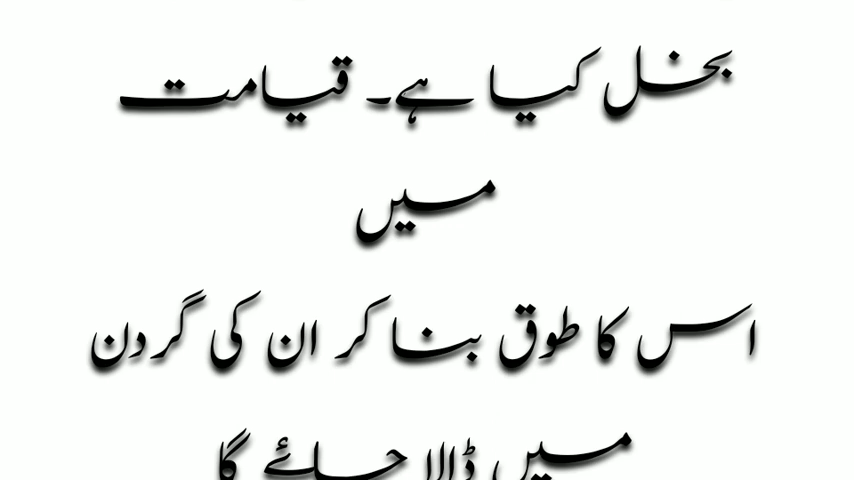 بخل کیا ہے۔ قیامت
میں
اس کا طوق بنا کر ان کی گردن
میں ڈالا جائے گا